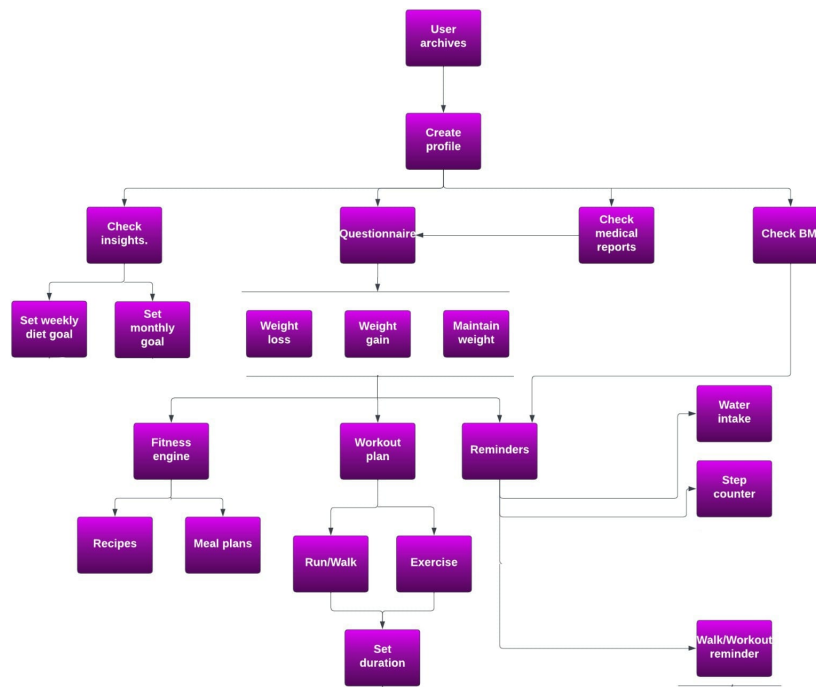 User
archives
Create
profile
Check
insights.
Questionnaire
Check
medical
reports
Check BM
Set weekly
diet goal
Set
monthly
goal
Weight
loss
Weight
gain
Maintain
weight
Water
intake
Fitness
engine
Workout
plan
Reminders
Step
counter
Recipes
Meal plans
Run/Walk
Exercise
Set
duration
Walk/Workout
reminder